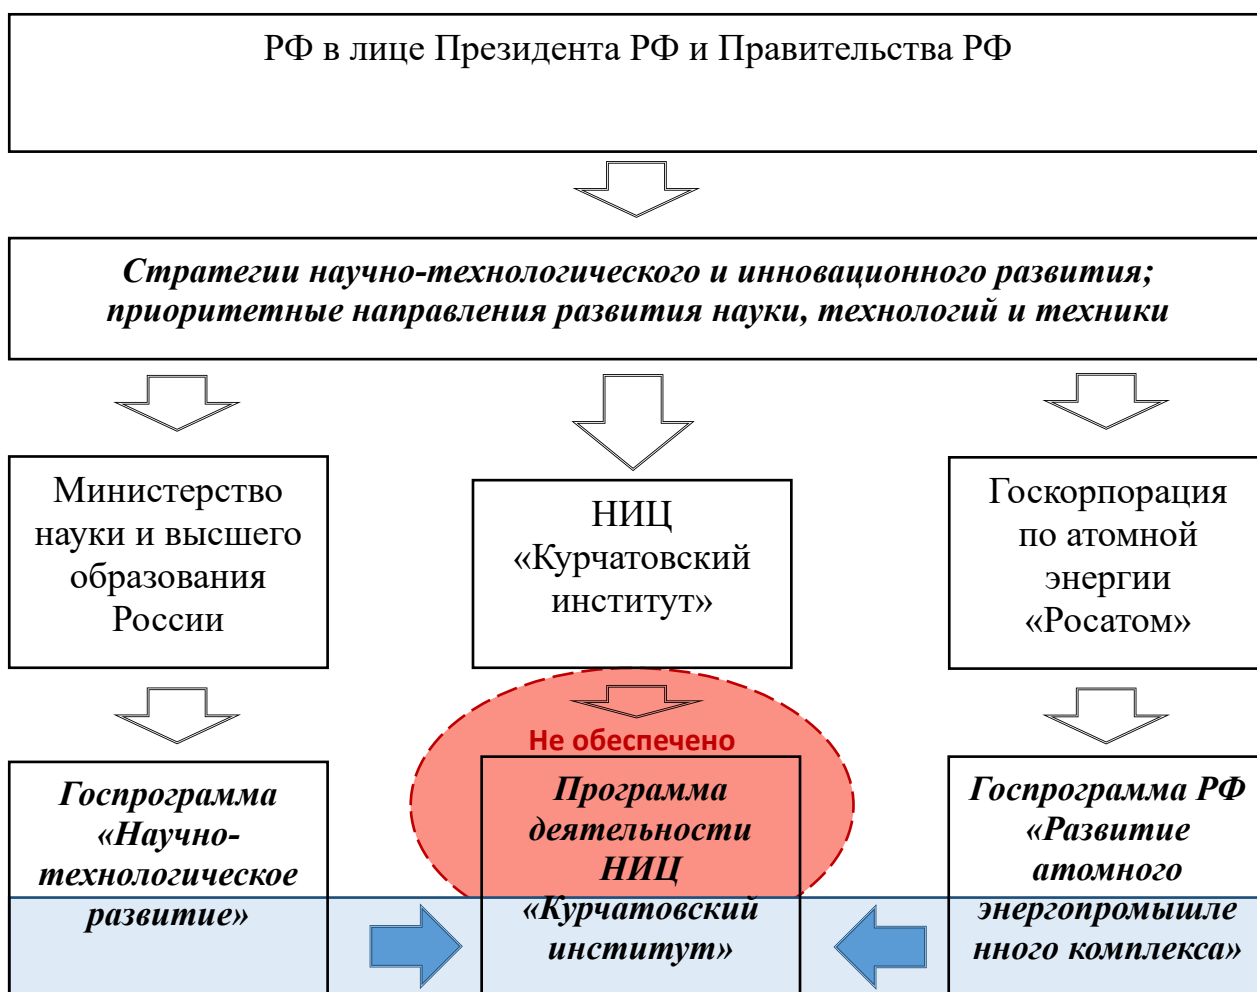 РФ в лице Президента РФ и Правительства РФ
Стратегии научно-технологического и инновационного развития;
приоритетные направления развития науки, технологий и техники
Министерство
науки и высшего
образования
России
НИЦ
«Курчатовский
институт»
Госкорпорация
по атомной
энергии
«Росатом»
Не обеспечено
Госпрограмма
«Научно-
технологическое
развитие»
Программа
деятельности
НИЦ
«Курчатовский
институт»
Госпрограмма РФ
«Развитие
атомного
энергопромышле
нного комплекса»